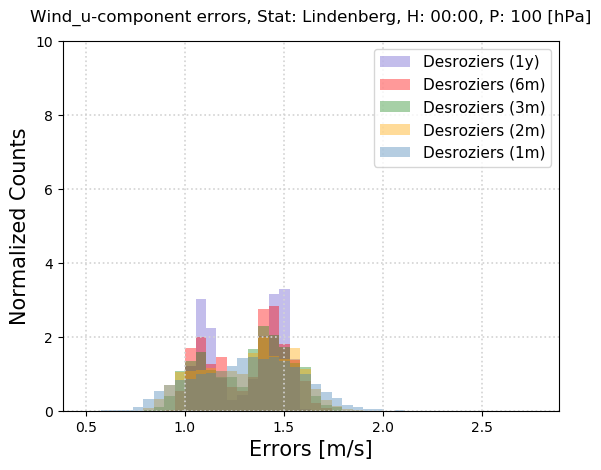 Wind_u-component errors, Stat: Lindenberg, H: 00:00, P: 100 [hPa]
10
8
6
4
2
0
Normalized Counts
Desroziers (1y)
Desroziers (6m)
Desroziers (3m)
Desroziers (2m)
Desroziers (1m)
0.5 1.0 1.5 2.0 2.5
Errors [m/s]